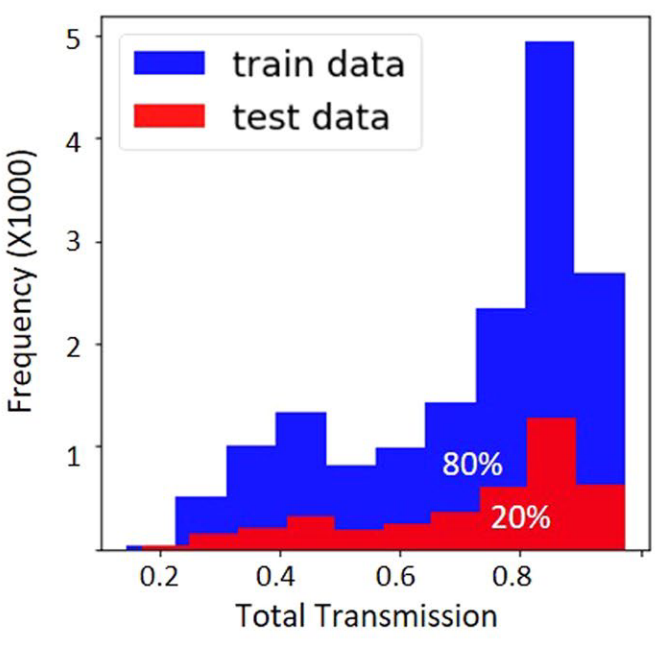 5
4
3
2
1
Frequency (X1000)
train data
test data
80%
20%
0.2 0.4 0.6 0.8
Total Transmission